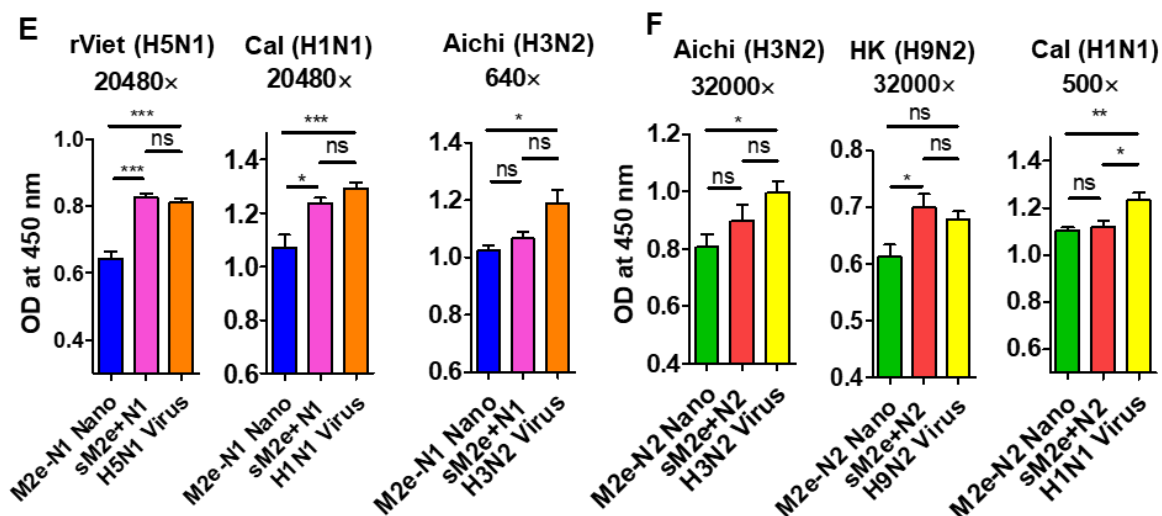 E
rViet (H5N1)
20480×
***
ns
***
1.0
0.8
0.6
0.4
OD at 450 nm
M2e-N1 Nano
sM2e+N1
H5N1 Virus
Cal (H1N1)
20480×
***
ns
*
1.4
1.2
1.0
0.8
0.6
M2e-N1 Nano
sM2e+N1
H1N1 Virus
Aichi (H3N2)
640×
*
ns
ns
1.4
1.2
1.0
0.8
0.6
M2e-N1 Nano
sM2e+N1
H3N2 Virus
F
Aichi (H3N2)
32000×
*
ns
ns
1.2
1.0
0.8
0.6
0.4
OD at 450 nm
M2e-N2 Nano
sM2e+N2
H3N2 Virus
HK (H9N2)
32000×
ns
ns
*
0.8
0.7
0.6
0.5
0.4
M2e-N2 Nano
sM2e+N2
H9N2 Virus
Cal (H1N1)
500×
**
*
ns
1.4
1.2
1.0
0.8
0.6
M2e-N2 Nano
sM2e+N2
H1N1 Virus